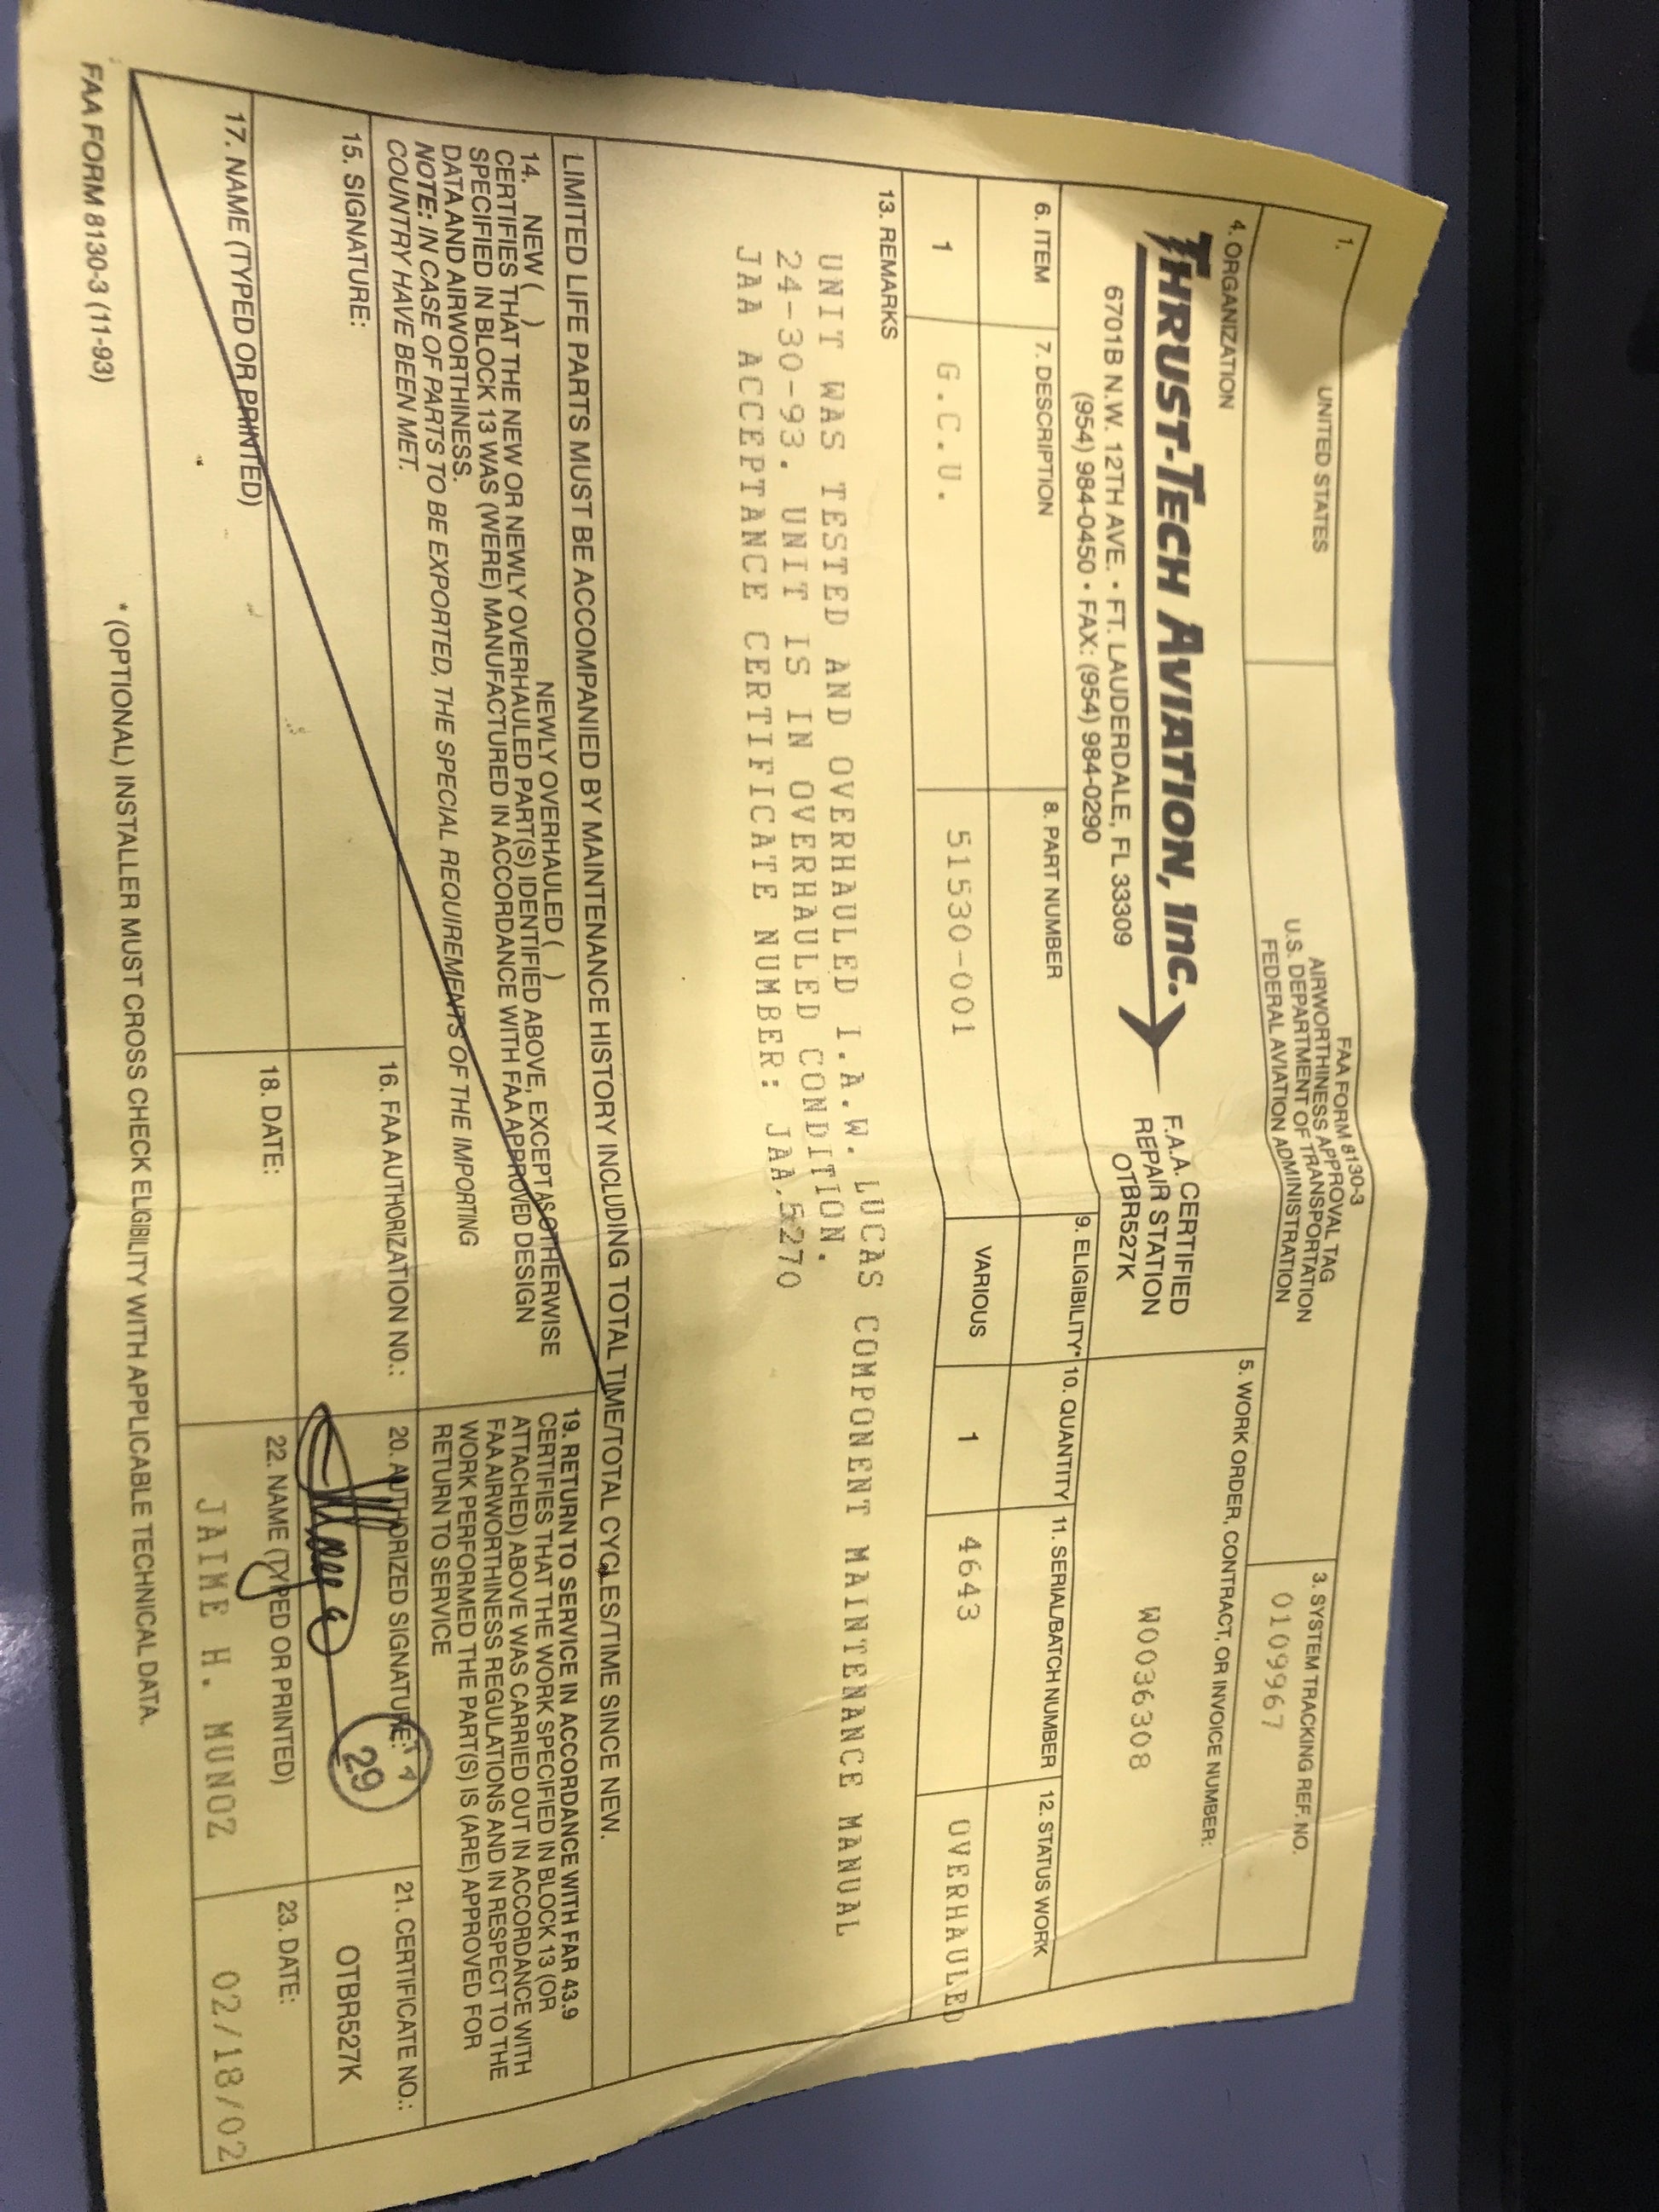 1.
UNITED STATES
FAA FORM 8130-3
AIRWORTHINESS APPROVAL TAG
U.S. DEPARTMENT OF TRANSPORTATION
FEDERAL AVIATION ADMINISTRATION
3. SYSTEM TRACKING REF. NO.
0109967
4. ORGANIZATION
THRUST-TECH AVIATION, Inc.
6701B N.W. 12TH AVE. • FT. LAUDERDALE, FL 33309
(954) 984-0450 • FAX: (954) 984-0290
F.A.A. CERTIFIED
REPAIR STATION
OTBR527K
5. WORK ORDER, CONTRACT, OR INVOICE NUMBER:
W0036308
6. ITEM 7. DESCRIPTION 8. PART NUMBER 9. ELIGIBILITY* 10. QUANTITY 11. SERIAL/BATCH NUMBER 12. STATUS WORK
1 G.C.U. 51530-001 VARIOUS 1 4643 OVERHAULED
13. REMARKS
UNIT WAS TESTED AND OVERHAULED I.A.W. LUCAS COMPONENT MAINTENANCE MANUAL
24-30-93. UNIT IS IN OVERHAULED CONDITION.
JAA ACCEPTANCE CERTIFICATE NUMBER: JAA.5270
LIMITED LIFE PARTS MUST BE ACCOMPANIED BY MAINTENANCE HISTORY INCLUDING TOTAL TIME/TOTAL CYCLES/TIME SINCE NEW.
14. NEW ( ) NEWLY OVERHAULED ( )
CERTIFIES THAT THE NEW OR NEWLY OVERHAULED PART(S) IDENTIFIED ABOVE, EXCEPT AS OTHERWISE
SPECIFIED IN BLOCK 13 WAS (WERE) MANUFACTURED IN ACCORDANCE WITH FAA APPROVED DESIGN
DATA AND AIRWORTHINESS.
NOTE: IN CASE OF PARTS TO BE EXPORTED, THE SPECIAL REQUIREMENTS OF THE IMPORTING
COUNTRY HAVE BEEN MET.
19. RETURN TO SERVICE IN ACCORDANCE WITH FAR 43.9
CERTIFIES THAT THE WORK SPECIFIED IN BLOCK 13 (OR
ATTACHED) ABOVE WAS CARRIED OUT IN ACCORDANCE WITH
FAA AIRWORTHINESS REGULATIONS AND IN RESPECT TO THE
WORK PERFORMED THE PART(S) IS (ARE) APPROVED FOR
RETURN TO SERVICE
15. SIGNATURE:
16. FAA AUTHORIZATION NO.:
20. AUTHORIZED SIGNATURE:
29
21. CERTIFICATE NO.:
OTBR527K
17. NAME (TYPED OR PRINTED)
18. DATE:
22. NAME (TYPED OR PRINTED)
JAIME H. MUNOZ
23. DATE:
02/18/02
FAA FORM 8130-3 (11-93)
* (OPTIONAL) INSTALLER MUST CROSS CHECK ELIGIBILITY WITH APPLICABLE TECHNICAL DATA.